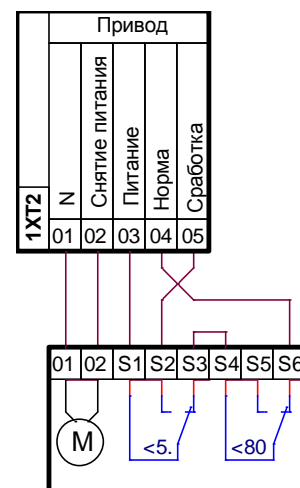 Привод
1XT2
N
Снятие питания
Питание
Норма
Сработка
01 02 03 04 05
01 02 S1 S2 S3 S4 S5 S6
M
<5.
<80